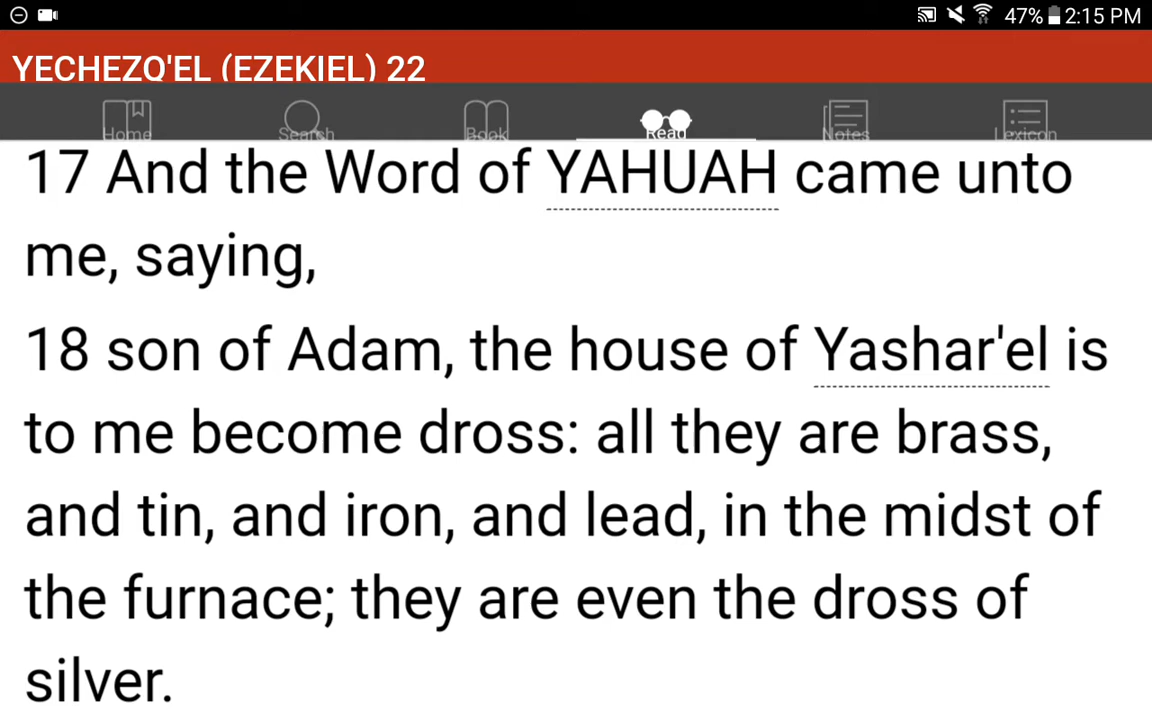 47% 2:15 PM
YECHEZQ'EL (EZEKIEL) 22
Home Search Book Read Notes Lexicon
17 And the Word of YAHUAH came unto
me, saying,
18 son of Adam, the house of Yashar'el is
to me become dross: all they are brass,
and tin, and iron, and lead, in the midst of
the furnace; they are even the dross of
silver.